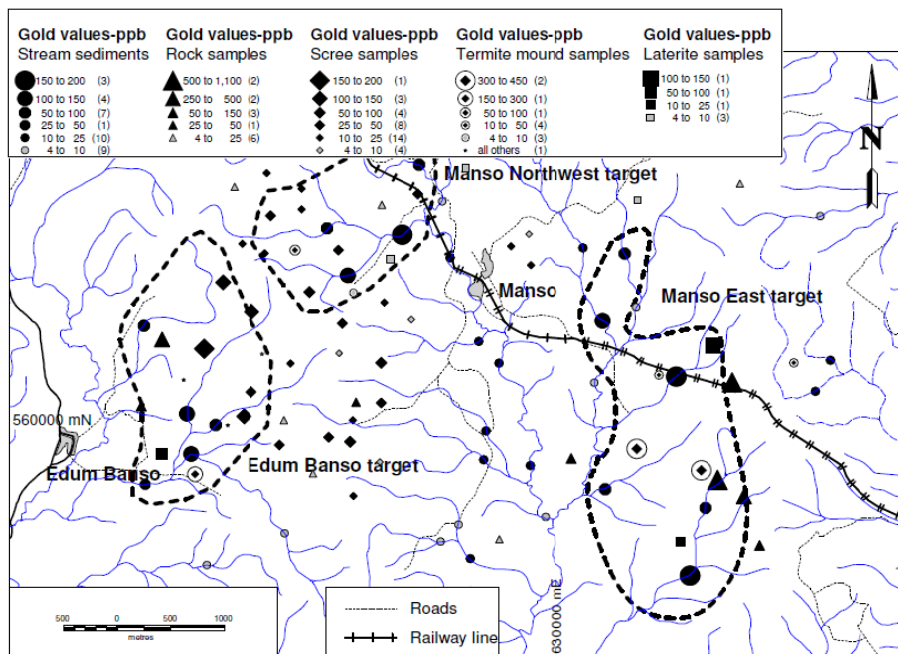 Gold values-ppb
Stream sediments
150 to 200 (3)
100 to 150 (4)
50 to 100 (7)
25 to 50 (1)
10 to 25 (10)
4 to 10 (9)
Gold values-ppb
Rock samples
500 to 1,100 (2)
250 to 500 (2)
50 to 150 (3)
25 to 50 (1)
4 to 25 (6)
Gold values-ppb
Scree samples
150 to 200 (1)
100 to 150 (3)
50 to 100 (4)
25 to 50 (8)
10 to 25 (14)
4 to 10 (4)
Gold values-ppb
Termite mound samples
300 to 450 (2)
150 to 300 (1)
50 to 100 (1)
10 to 50 (4)
4 to 10 (3)
all others (1)
Gold values-ppb
Laterite samples
100 to 150 (1)
50 to 100 (1)
10 to 25 (1)
4 to 10 (3)
N
Manso Northwest target
Manso
Manso East target
560000 mN
Edum Banso
Edum Banso target
630000 mE
500 0 500 1000
metres
Roads
Railway line